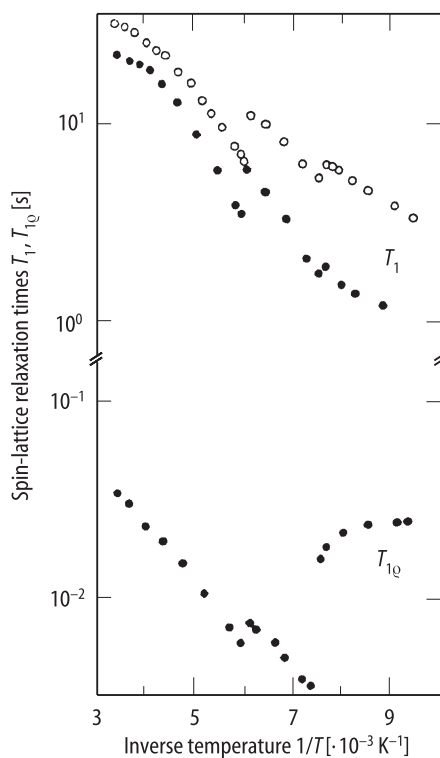 Spin-lattice relaxation times T₁, T₁ϱ [s]
10¹
10⁰
10⁻¹
10⁻²
T₁
T₁ϱ
3 5 7 9
Inverse temperature 1/T [·10⁻³ K⁻¹]